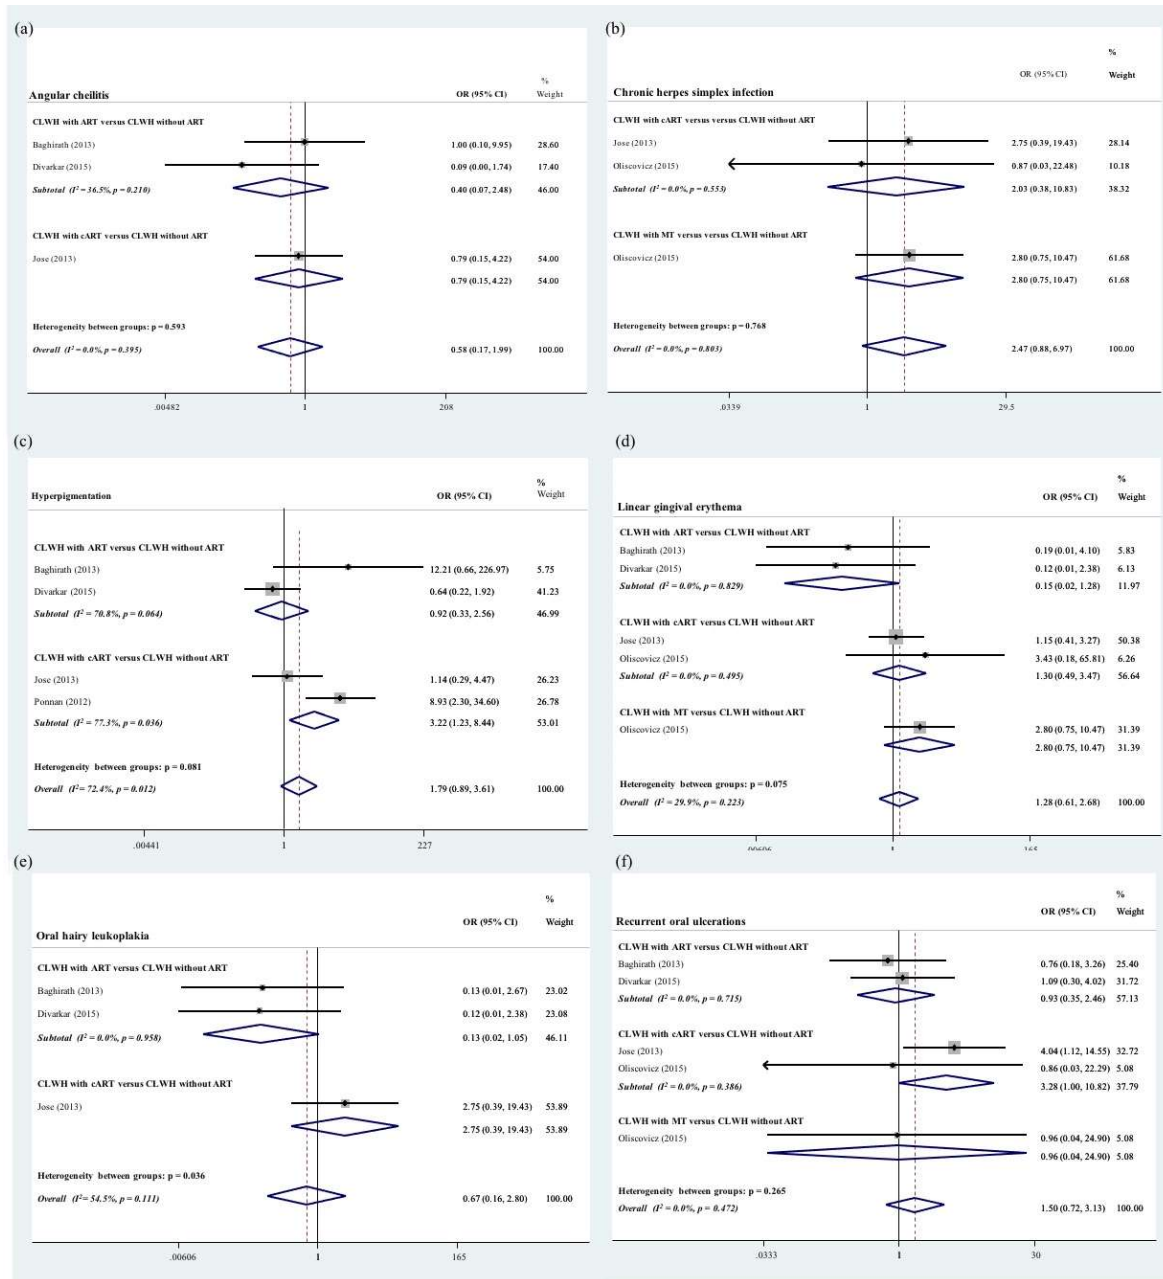 (a)
%
Angular cheilitis OR (95% CI) Weight
CLWH with ART versus CLWH without ART
Baghirath (2013) 1.00 (0.10, 9.95) 28.60
Divarkar (2015) 0.09 (0.00, 1.74) 17.40
Subtotal (I² = 36.5%, p = 0.210) 0.40 (0.07, 2.48) 46.00
CLWH with cART versus CLWH without ART
Jose (2013) 0.79 (0.15, 4.22) 54.00
0.79 (0.15, 4.22) 54.00
Heterogeneity between groups: p = 0.593
Overall (I² = 0.0%, p = 0.395) 0.58 (0.17, 1.99) 100.00
.00482 1 208
(b)
%
OR (95% CI) Weight
Chronic herpes simplex infection
CLWH with cART versus versus CLWH without ART
Jose (2013) 2.75 (0.39, 19.43) 28.14
Oliscovicz (2015) 0.87 (0.03, 22.48) 10.18
Subtotal (I² = 0.0%, p = 0.553) 2.03 (0.38, 10.83) 38.32
CLWH with MT versus versus CLWH without ART
Oliscovicz (2015) 2.80 (0.75, 10.47) 61.68
2.80 (0.75, 10.47) 61.68
Heterogeneity between groups: p = 0.768
Overall (I² = 0.0%, p = 0.803) 2.47 (0.88, 6.97) 100.00
.0339 1 29.5
(c)
%
Hyperpigmentation OR (95% CI) Weight
CLWH with ART versus CLWH without ART
Baghirath (2013) 12.21 (0.66, 226.97) 5.75
Divarkar (2015) 0.64 (0.22, 1.92) 41.23
Subtotal (I² = 70.8%, p = 0.064) 0.92 (0.33, 2.56) 46.99
CLWH with cART versus CLWH without ART
Jose (2013) 1.14 (0.29, 4.47) 26.23
Ponnan (2012) 8.93 (2.30, 34.60) 26.78
Subtotal (I² = 77.3%, p = 0.036) 3.22 (1.23, 8.44) 53.01
Heterogeneity between groups: p = 0.081
Overall (I²= 72.4%, p = 0.012) 1.79 (0.89, 3.61) 100.00
.00441 1 227
(d)
%
OR (95% CI) Weight
Linear gingival erythema
CLWH with ART versus CLWH without ART
Baghirath (2013) 0.19 (0.01, 4.10) 5.83
Divarkar (2015) 0.12 (0.01, 2.38) 6.13
Subtotal (I² = 0.0%, p = 0.829) 0.15 (0.02, 1.28) 11.97
CLWH with cART versus CLWH without ART
Jose (2013) 1.15 (0.41, 3.27) 50.38
Oliscovicz (2015) 3.43 (0.18, 65.81) 6.26
Subtotal (I² = 0.0%, p = 0.495) 1.30 (0.49, 3.47) 56.64
CLWH with MT versus CLWH without ART
Oliscovicz (2015) 2.80 (0.75, 10.47) 31.39
2.80 (0.75, 10.47) 31.39
Heterogeneity between groups: p = 0.075
Overall (I² = 29.9%, p = 0.223) 1.28 (0.61, 2.68) 100.00
(e)
%
OR (95% CI) Weight
Oral hairy leukoplakia
CLWH with ART versus CLWH without ART
Baghirath (2013) 0.13 (0.01, 2.67) 23.02
Divarkar (2015) 0.12 (0.01, 2.38) 23.08
Subtotal (I² = 0.0%, p = 0.958) 0.13 (0.02, 1.05) 46.11
CLWH with cART versus CLWH without ART
Jose (2013) 2.75 (0.39, 19.43) 53.89
2.75 (0.39, 19.43) 53.89
Heterogeneity between groups: p = 0.036
Overall (I²= 54.5%, p = 0.111) 0.67 (0.16, 2.80) 100.00
.00606 1 165
(f)
%
OR (95% CI) Weight
Recurrent oral ulcerations
CLWH with ART versus CLWH without ART
Baghirath (2013) 0.76 (0.18, 3.26) 25.40
Divarkar (2015) 1.09 (0.30, 4.02) 31.72
Subtotal (I² = 0.0%, p = 0.715) 0.93 (0.35, 2.46) 57.13
CLWH with cART versus CLWH without ART
Jose (2013) 4.04 (1.12, 14.55) 32.72
Oliscovicz (2015) 0.86 (0.03, 22.29) 5.08
Subtotal (I² = 0.0%, p = 0.386) 3.28 (1.00, 10.82) 37.79
CLWH with MT versus CLWH without ART
Oliscovicz (2015) 0.96 (0.04, 24.90) 5.08
0.96 (0.04, 24.90) 5.08
Heterogeneity between groups: p = 0.265
Overall (I² = 0.0%, p = 0.472) 1.50 (0.72, 3.13) 100.00
.0333 1 30